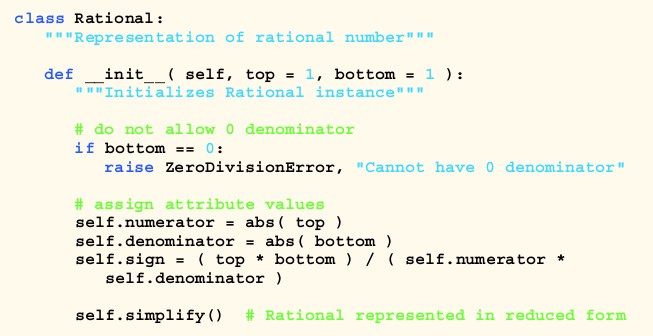 class Rational:
"""Representation of rational number"""
def __init__( self, top = 1, bottom = 1 ):
"""Initializes Rational instance"""
# do not allow 0 denominator
if bottom == 0:
raise ZeroDivisionError, "Cannot have 0 denominator"
# assign attribute values
self.numerator = abs( top )
self.denominator = abs( bottom )
self.sign = ( top * bottom ) / ( self.numerator *
self.denominator )
self.simplify() # Rational represented in reduced form